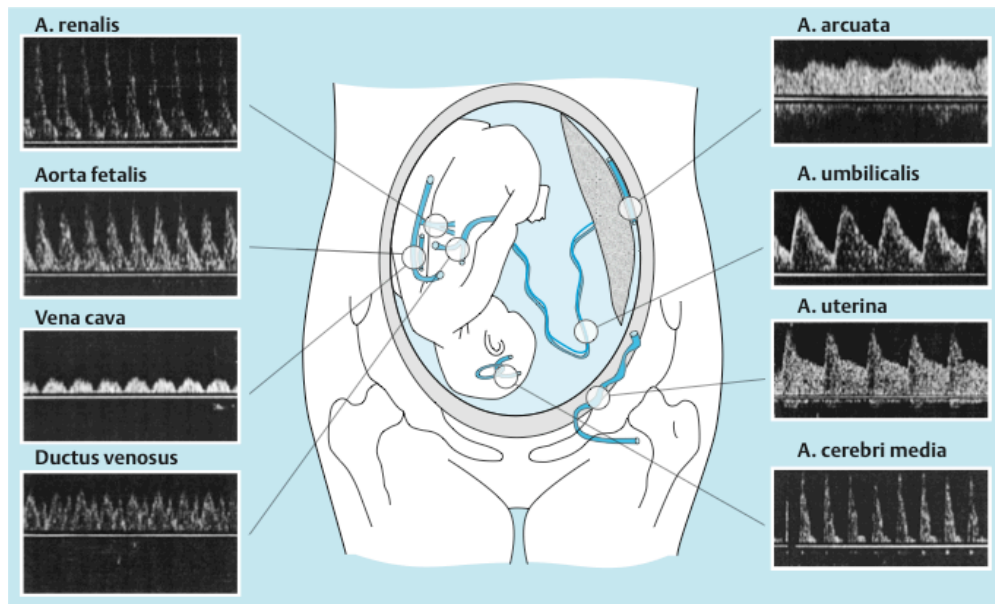 A. renalis
Aorta fetalis
Vena cava
Ductus venosus
A. arcuata
A. umbilicalis
A. uterina
A. cerebri media